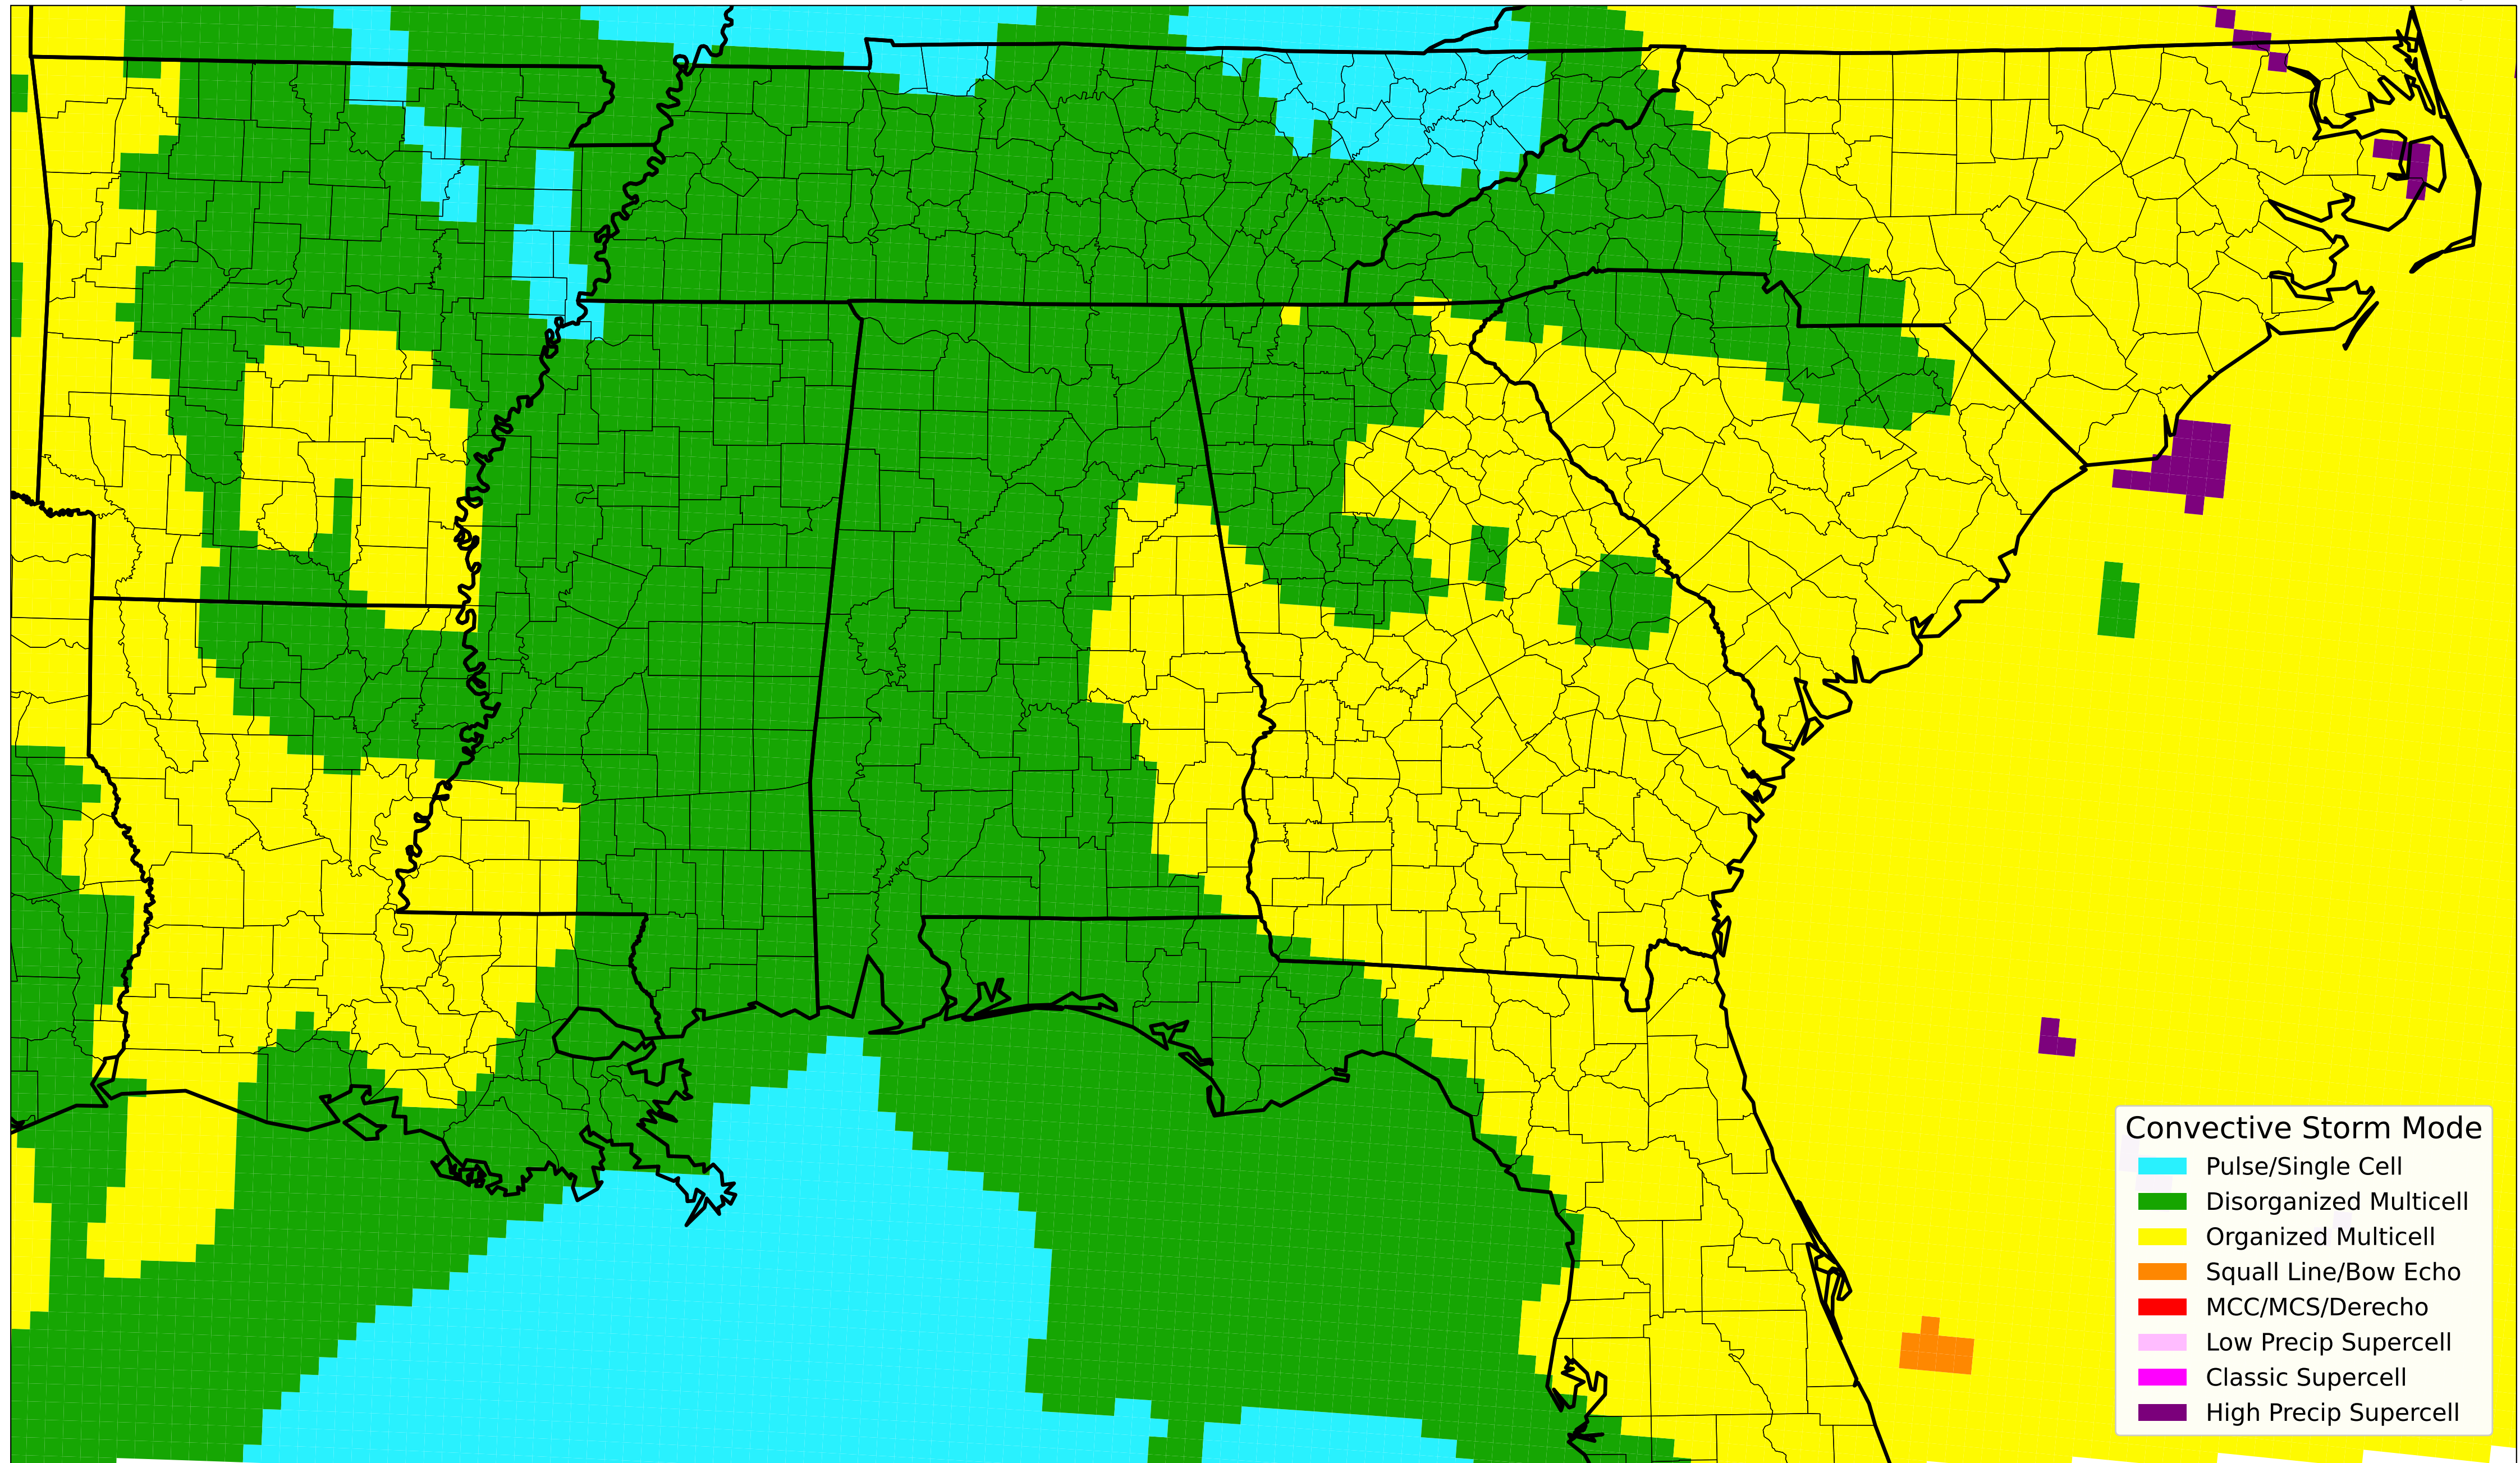 Convective Storm Mode
Pulse/Single Cell
Disorganized Multicell
Organized Multicell
Squall Line/Bow Echo
MCC/MCS/Derecho
Low Precip Supercell
Classic Supercell
High Precip Supercell